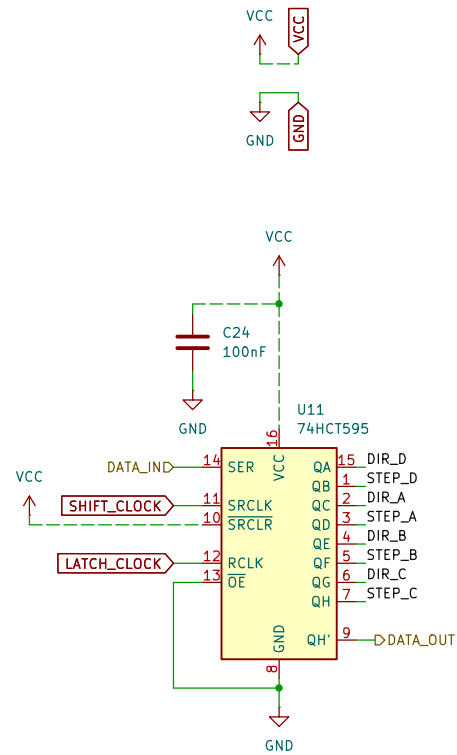 VCC
VCC
GND
GND
VCC
C24
100nF
GND
U11
74HCT595
16
VCC
DATA_IN
14
SER
QA
15
DIR_D
QB
1
STEP_D
VCC
SHIFT_CLOCK
11
SRCLK
QC
2
DIR_A
10
SRCLR
QD
3
STEP_A
QE
4
DIR_B
LATCH_CLOCK
12
RCLK
QF
5
STEP_B
13
OE
QG
6
DIR_C
QH
7
STEP_C
GND
QH'
9
DATA_OUT
8
GND